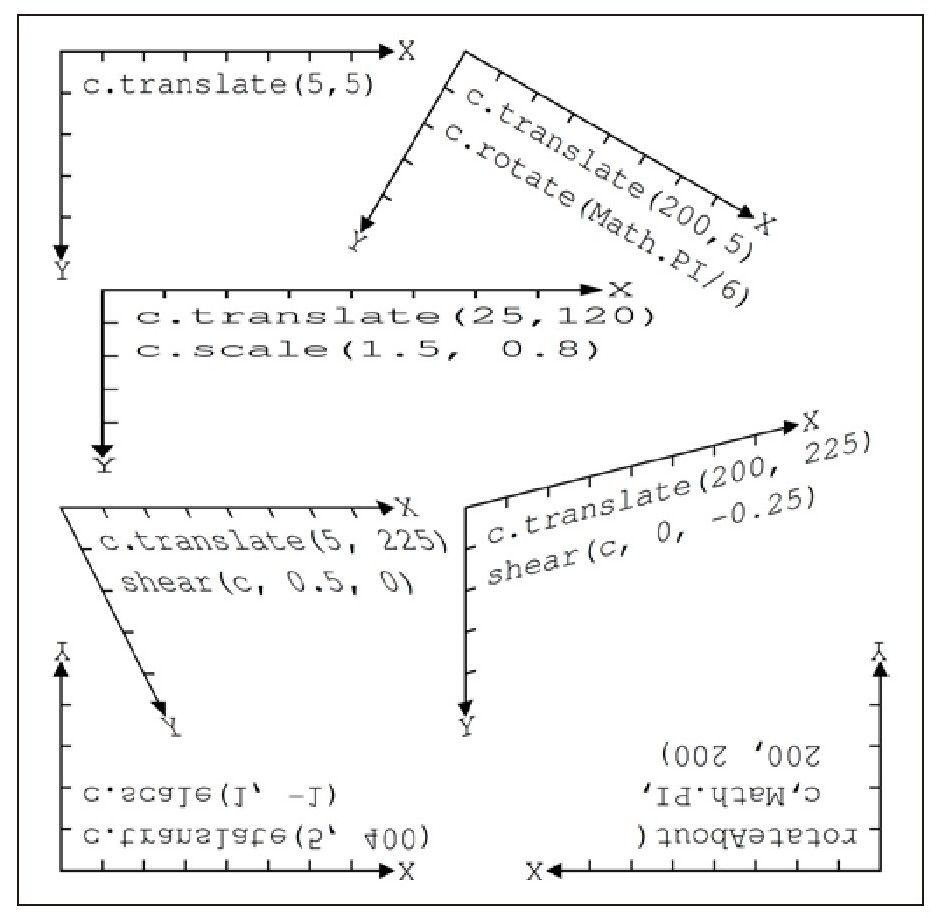 X
c.translate(5,5)
Y
c.translate(200,5)
c.rotate(Math.PI/6)
X
Y
X
c.translate(25,120)
c.scale(1.5, 0.8)
Y
X
c.translate(5, 225)
shear(c, 0.5, 0)
Y
X
c.translate(200, 225)
shear(c, 0, -0.25)
Y
Y
c.translate(5, 400)
c.scale(1, -1)
X
Y
rotateAbout(
c,Math.PI,
200, 200)
X